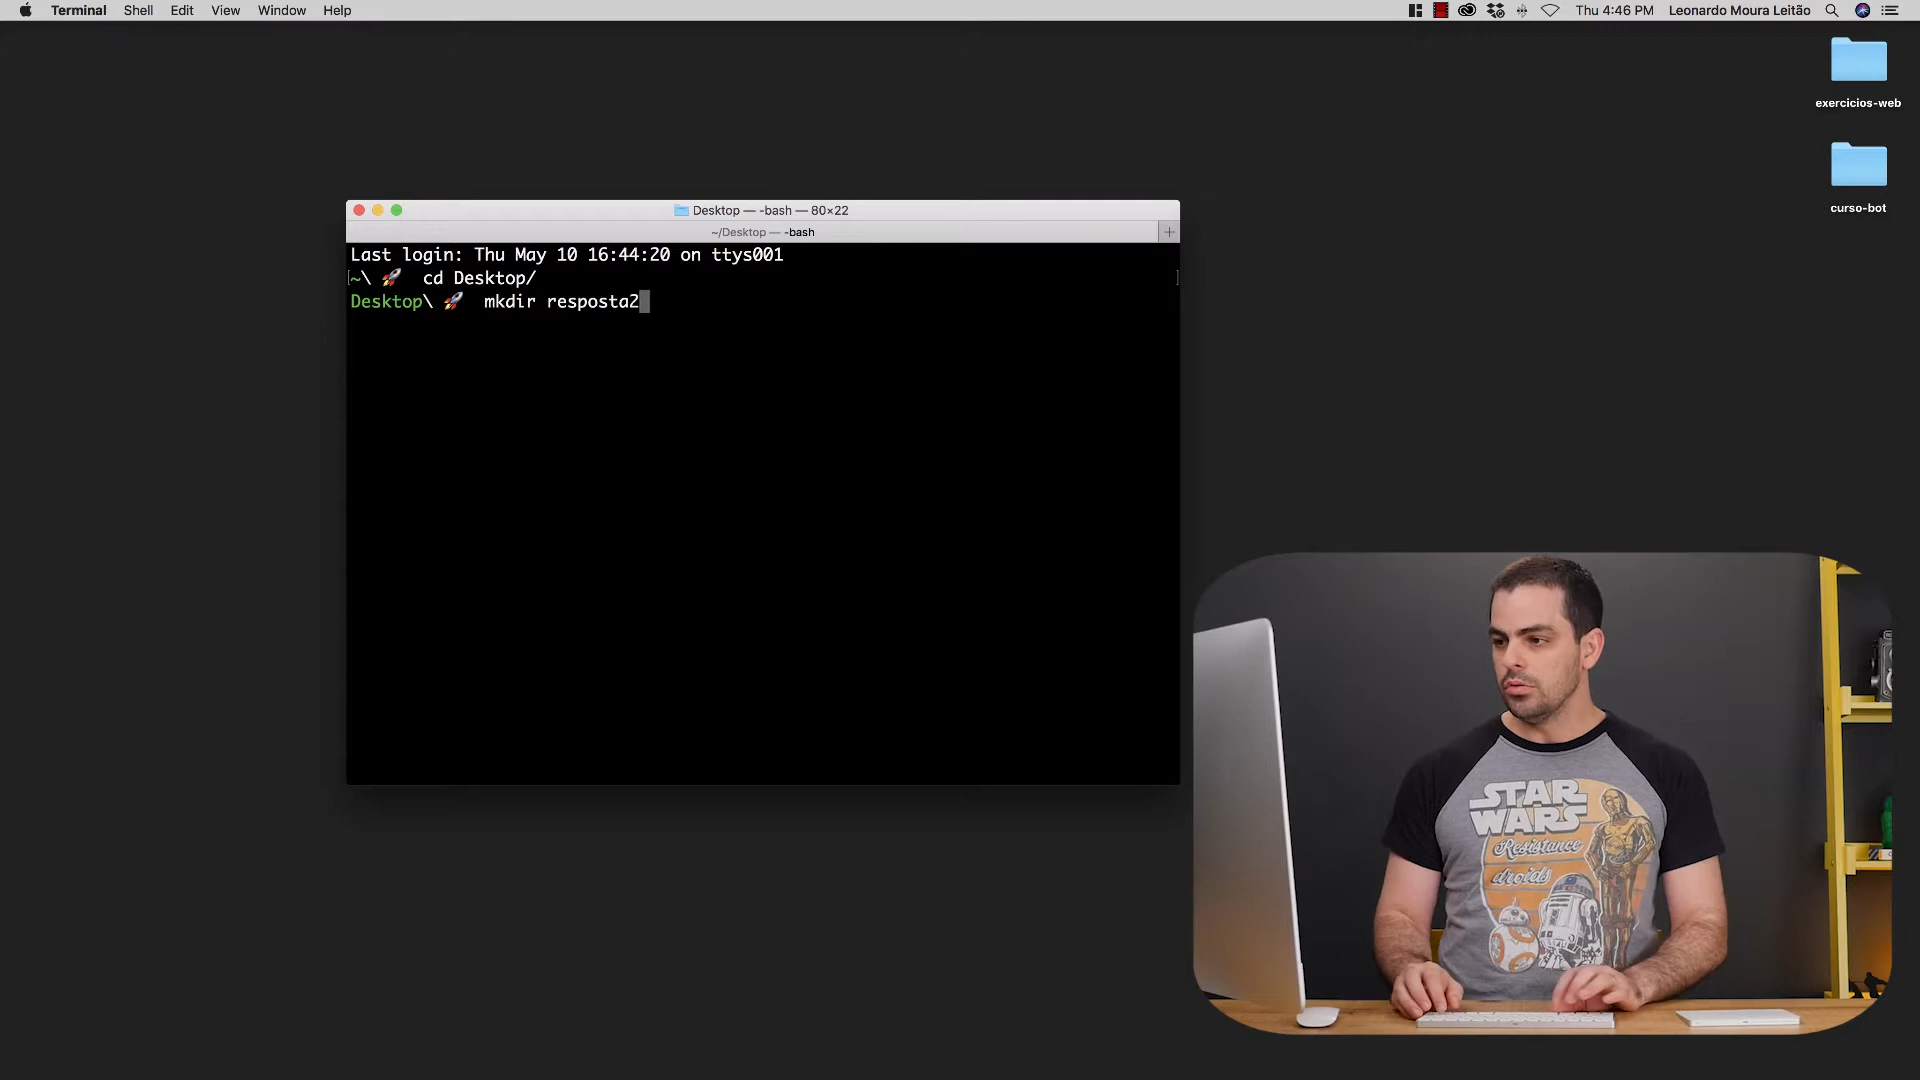 Terminal Shell Edit View Window Help Thu 4:46 PM Leonardo Moura Leitão
exercicios-web
curso-bot
Desktop — -bash — 80×22
~/Desktop — -bash
Last login: Thu May 10 16:44:20 on ttys001
~\ 🚀 cd Desktop/
Desktop\ 🚀 mkdir resposta2
STAR
WARS
Resistance
droids